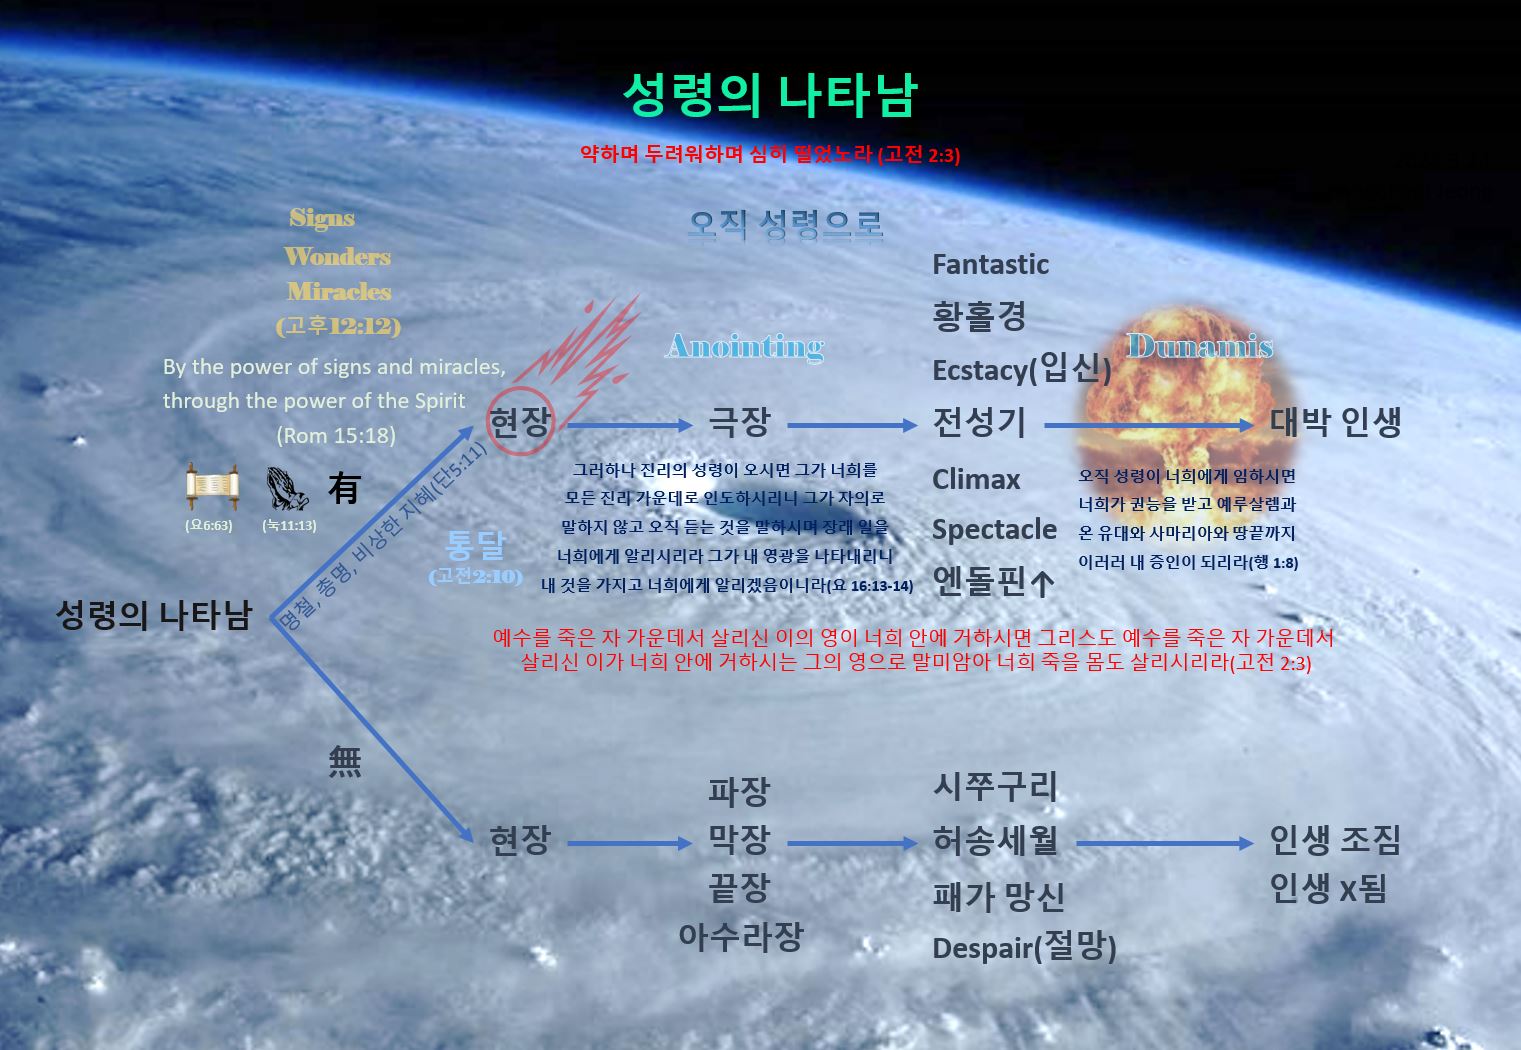 성령의 나타남
약하며 두려워하며 심히 떨었노라 (고전 2:3)
오직 성령으로
Signs
Wonders
Miracles
(고후12:12)
By the power of signs and miracles,
through the power of the Spirit
(Rom 15:18)
有
(요6:63)
(눅11:13)
명철, 총명, 비상한 지혜(단5:11)
통달
(고전2:10)
성령의 나타남
Anointing
Fantastic
황홀경
Ecstacy(입신)
Dunamis
현장
극장
전성기
대박 인생
그러하나 진리의 성령이 오시면 그가 너희를
모든 진리 가운데로 인도하시리니 그가 자의로
말하지 않고 오직 듣는 것을 말하시며 장래 일을
너희에게 알리시리라 그가 내 영광을 나타내리니
내 것을 가지고 너희에게 알리겠음이니라(요 16:13-14)
Climax
Spectacle
엔돌핀↑
오직 성령이 너희에게 임하시면
너희가 권능을 받고 예루살렘과
온 유대와 사마리아와 땅끝까지
이러러 내 증인이 되리라(행 1:8)
예수를 죽은 자 가운데서 살리신 이의 영이 너희 안에 거하시면 그리스도 예수를 죽은 자 가운데서
살리신 이가 너희 안에 거하시는 그의 영으로 말미암아 너희 죽을 몸도 살리시리라(고전 2:3)
無
현장
파장
막장
끝장
아수라장
시쭈구리
허송세월
패가 망신
Despair(절망)
인생 조짐
인생 X됨